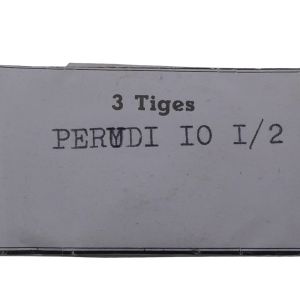 3 Tiges
PERUDI IO I/2